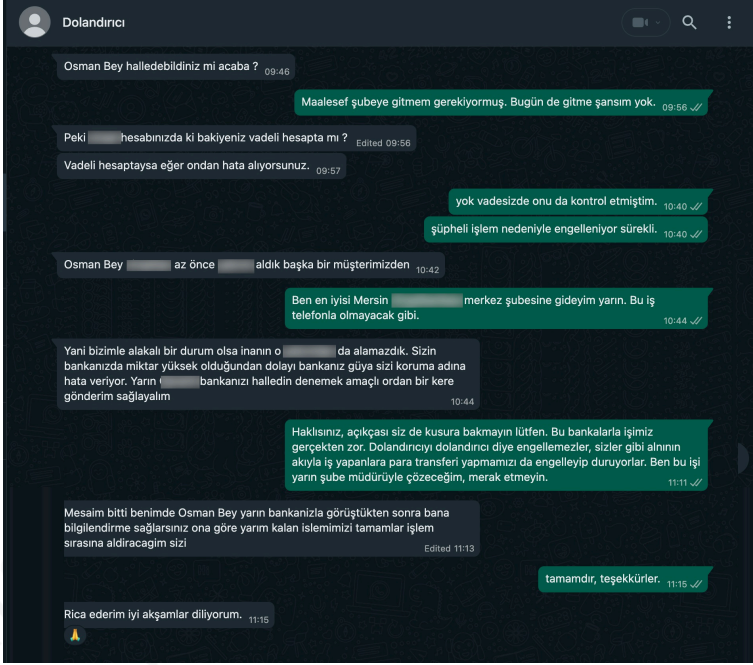 Dolandırıcı
Osman Bey halledebildiniz mi acaba ? 09:46
Maalesef şubeye gitmem gerekiyormuş. Bugün de gitme şansım yok. 09:56
Peki hesabınızda ki bakiyeniz vadeli hesapta mı ? Edited 09:56
Vadeli hesaptaysa eğer ondan hata alıyorsunuz. 09:57
yok vadesizde onu da kontrol etmiştim. 10:40
şüpheli işlem nedeniyle engelleniyor sürekli. 10:40
Osman Bey az önce aldık başka bir müşterimizden 10:42
Ben en iyisi Mersin merkez şubesine gideyim yarın. Bu iş
telefonla olmayacak gibi.
10:44
Yani bizimle alakalı bir durum olsa inanın o da alamazdık. Sizin
bankanızda miktar yüksek olduğundan dolayı bankanız güya sizi koruma adına
hata veriyor. Yarın bankanızı halledin denemek amaçlı ordan bir kere
gönderim sağlayalım
10:44
Haklısınız, açıkçası siz de kusura bakmayın lütfen. Bu bankalarla işimiz
gerçekten zor. Dolandırıcıyı dolandırıcı diye engellemezler, sizler gibi alnının
akıyla iş yapanlara para transferi yapmamızı da engelleyip duruyorlar. Ben bu işi
yarın şube müdürüyle çözeceğim, merak etmeyin.
11:11
Mesaim bitti benimde Osman Bey yarın bankanizla görüştükten sonra bana
bilgilendirme sağlarsınız ona göre yarım kalan islemimizi tamamlar işlem
sırasına aldiracagim sizi
Edited 11:13
tamamdır, teşekkürler. 11:15
Rica ederim iyi akşamlar diliyorum. 11:15